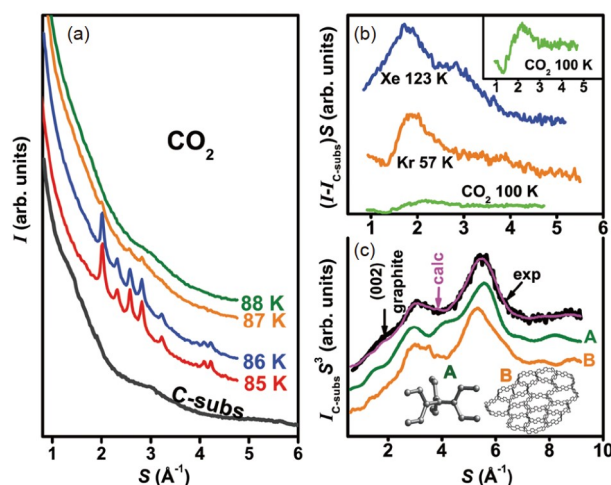 (a)
CO2
I (arb. units)
88 K
87 K
86 K
85 K
C-subs
1 2 3 4 5 6
S (Å-1)
(b)
(I-IC-subs)S (arb. units)
Xe 123 K
Kr 57 K
CO2 100 K
CO2 100 K
1 2 3 4 5
1 2 3 4 5 6
(c)
IC-subs S3 (arb. units)
(002)
graphite
calc
exp
A
B
A
B
2 4 6 8 10
S (Å-1)